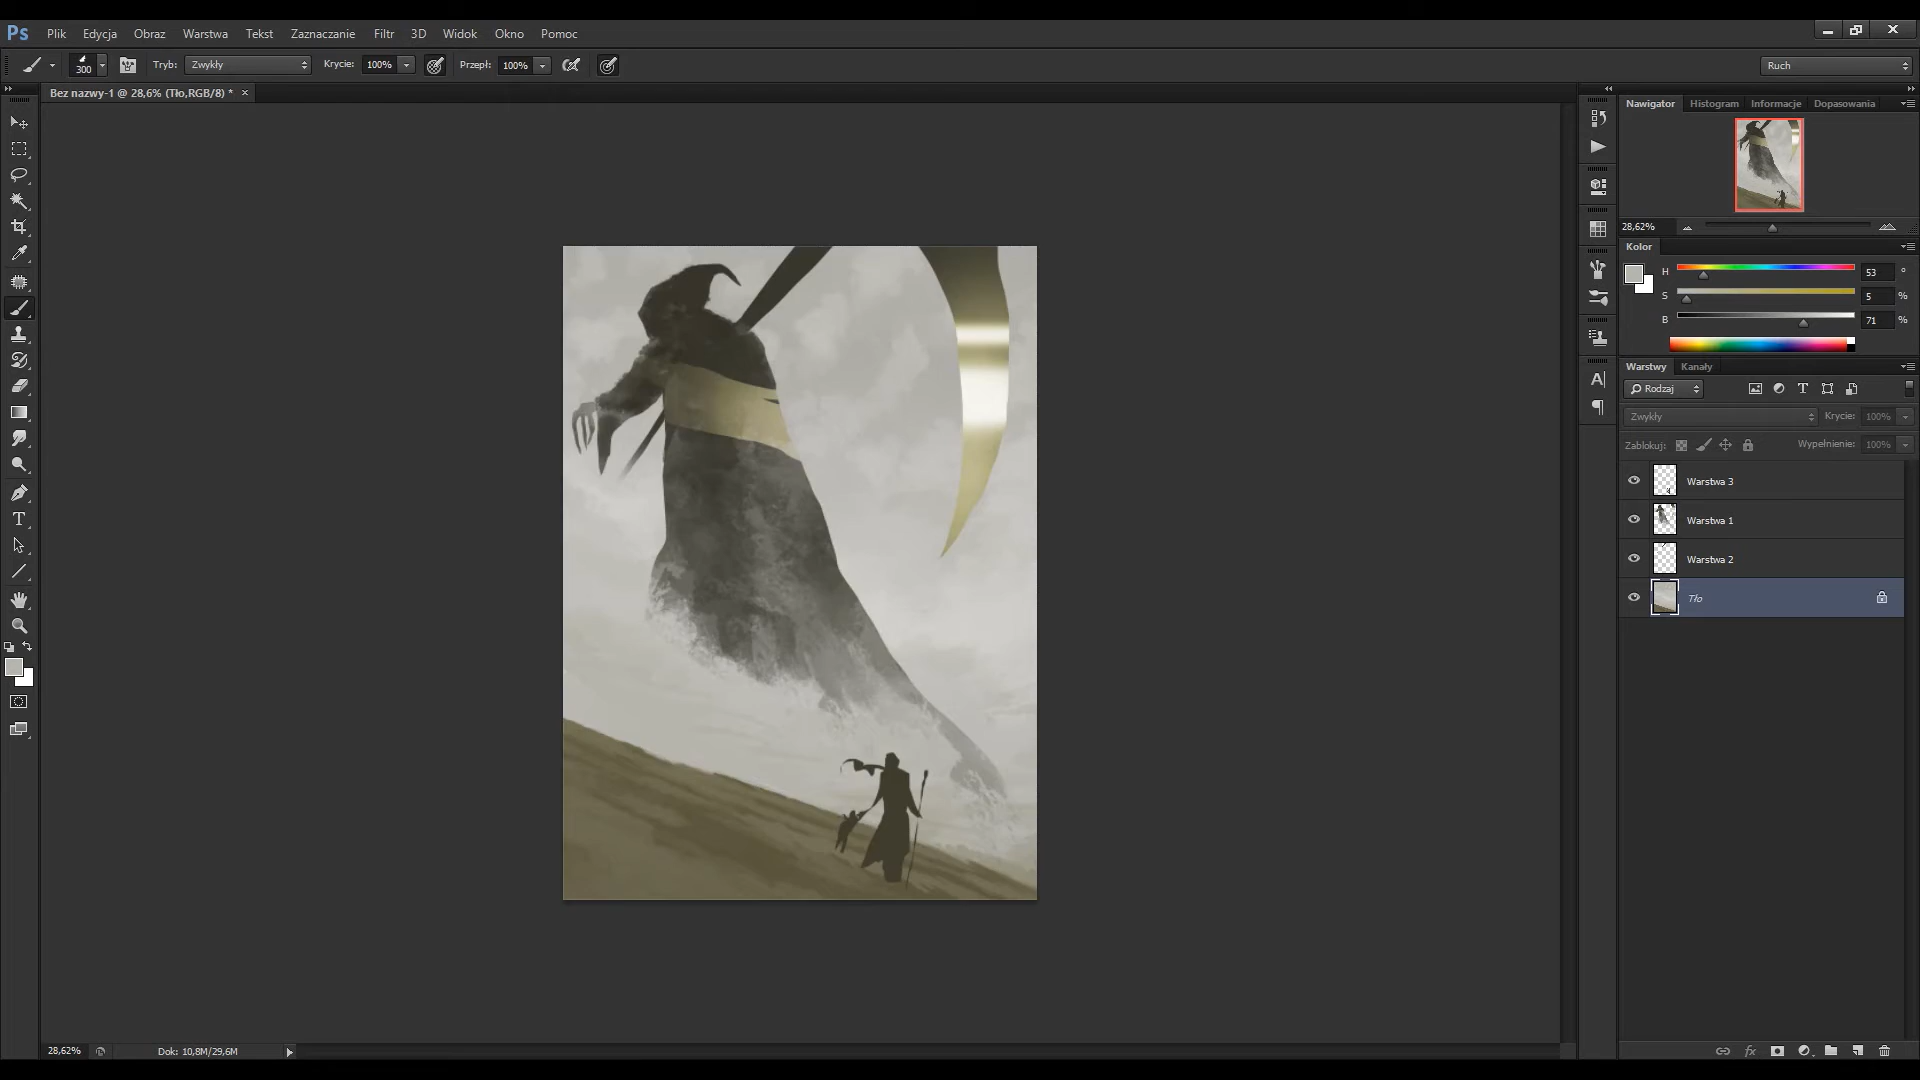 Ps Plik Edycja Obraz Warstwa Tekst Zaznaczanie Filtr 3D Widok Okno Pomoc
300 Tryb: Zwykły Krycie: 100% Przepł: 100% Ruch
Bez nazwy-1 @ 28,6% (Tło,RGB/8) * ×
Nawigator Histogram Informacje Dopasowania
28,62%
Kolor
H 53 °
S 5 %
B 71 %
Warstwy Kanały
Rodzaj
Zwykły Krycie: 100%
Zablokuj: Wypełnienie: 100%
Warstwa 3
Warstwa 1
Warstwa 2
Tło
28,62% Dok: 10,8M/29,6M